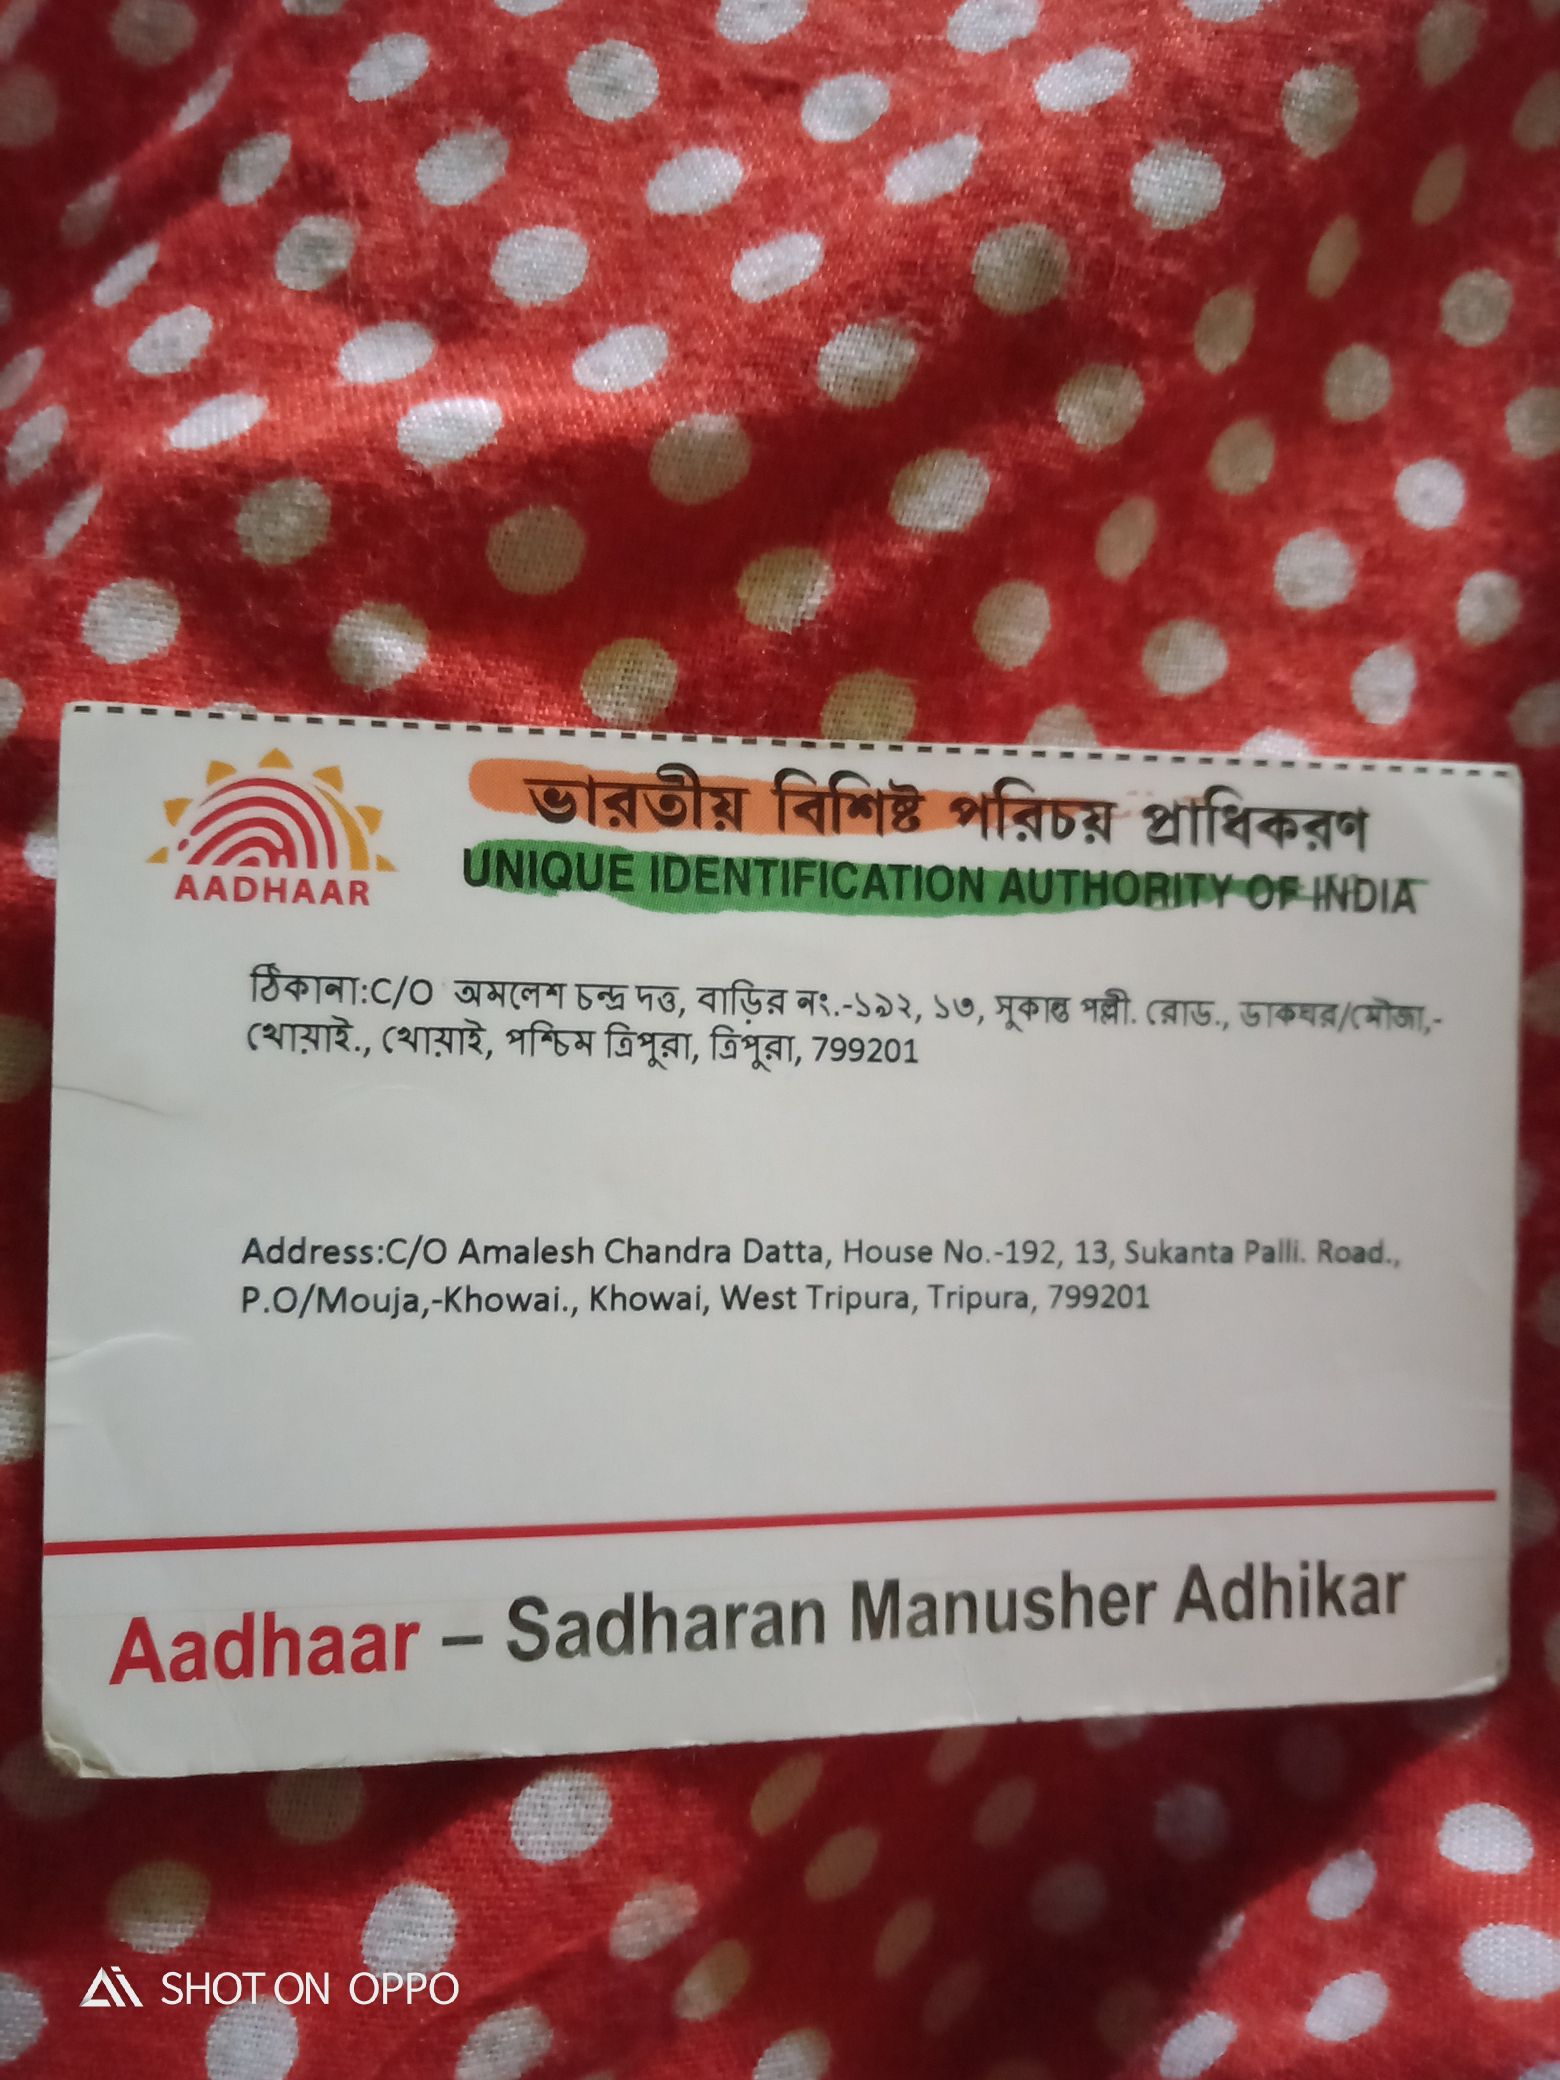 AADHAAR
ভারতীয় বিশিষ্ট পরিচয় প্রাধিকরণ
UNIQUE IDENTIFICATION AUTHORITY OF INDIA
ঠিকানা:C/O অমলেশ চন্দ্র দত্ত, বাড়ির নং.-১৯২, ১৩, সুকান্ত পল্লী. রোড., ডাকঘর/মৌজা,-
খোয়াই., খোয়াই, পশ্চিম ত্রিপুরা, ত্রিপুরা, 799201
Address:C/O Amalesh Chandra Datta, House No.-192, 13, Sukanta Palli. Road.,
P.O/Mouja,-Khowai., Khowai, West Tripura, Tripura, 799201
Aadhaar – Sadharan Manusher Adhikar
SHOT ON OPPO